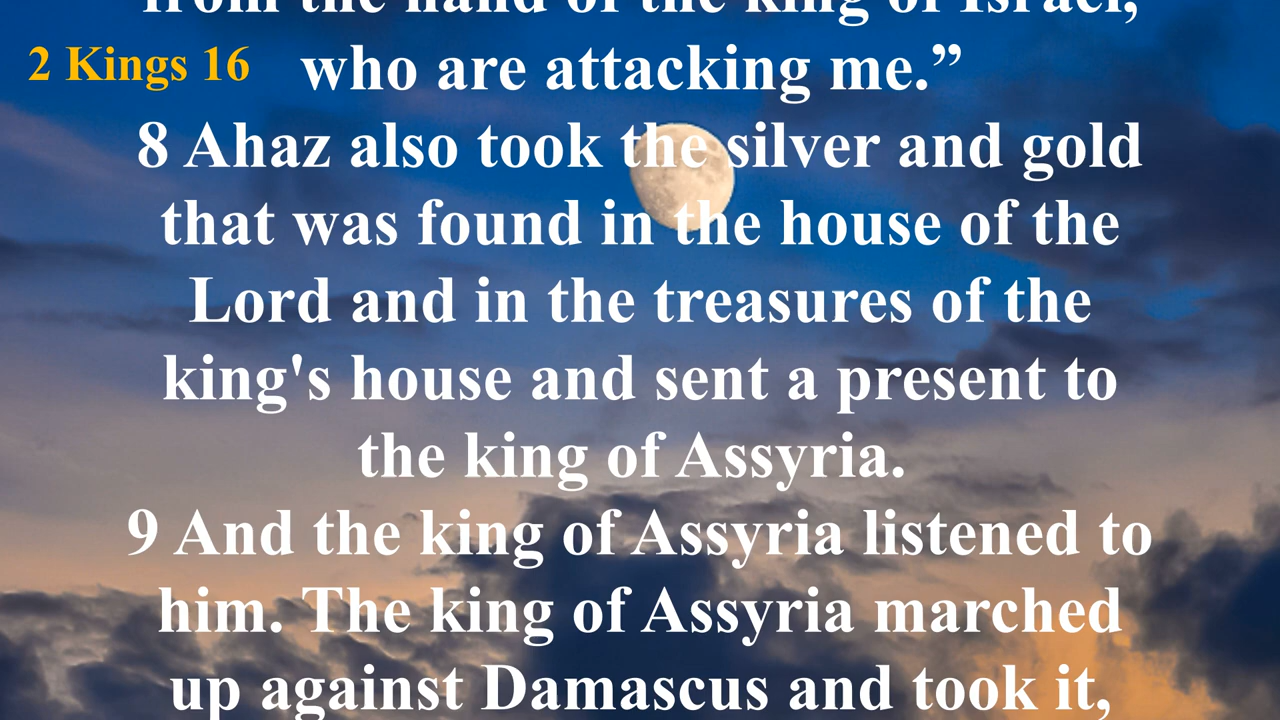 from the hand of the king of Israel,
2 Kings 16
who are attacking me.”
8 Ahaz also took the silver and gold
that was found in the house of the
Lord and in the treasures of the
king's house and sent a present to
the king of Assyria.
9 And the king of Assyria listened to
him. The king of Assyria marched
up against Damascus and took it,